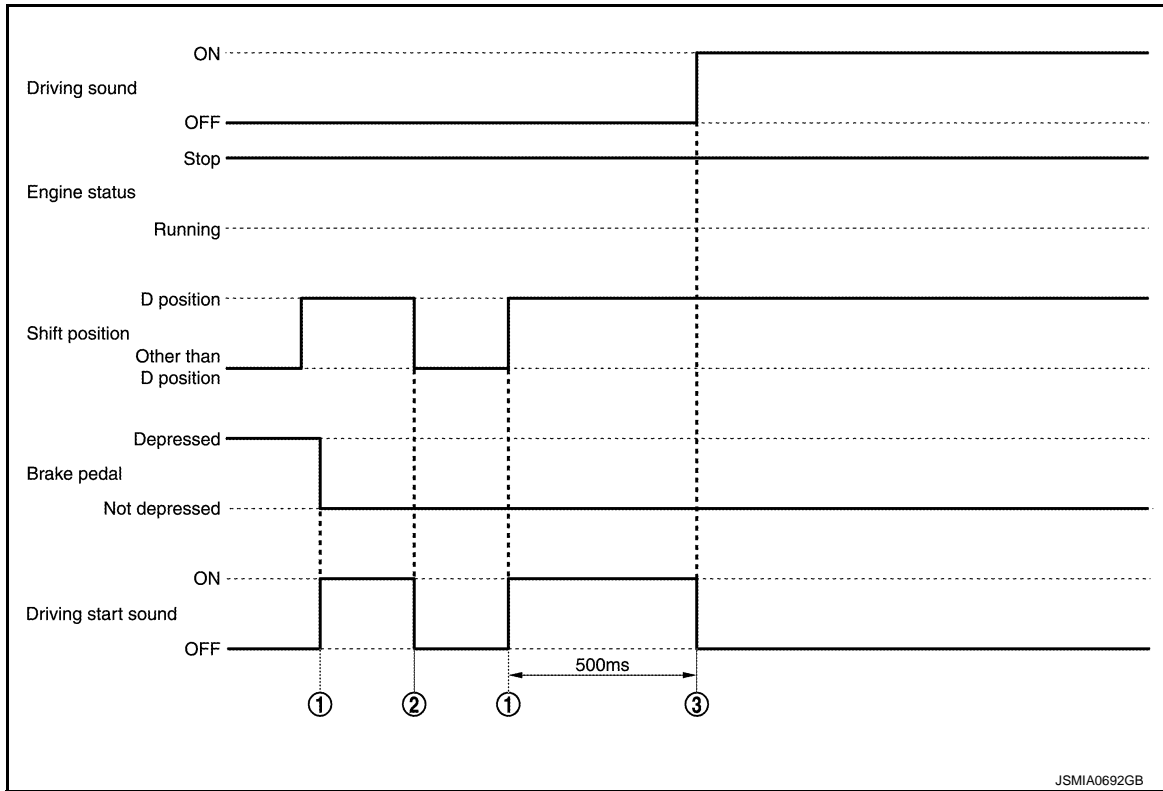 ON
Driving sound
OFF
Stop
Engine status
Running
D position
Shift position
Other than
D position
Depressed
Brake pedal
Not depressed
ON
Driving start sound
OFF
500ms
① ② ① ③
JSMIA0692GB